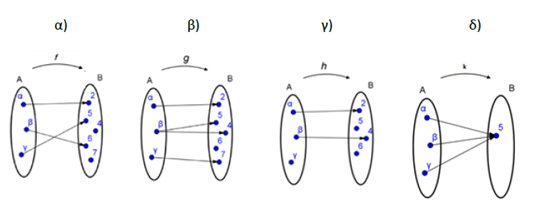 α) β) γ) δ)
f g h k
A B A B A B A B
α 2 α 2 α 2 α
5 5 5
β 4 β 4 β 4 β 5
6 6 6
γ 7 γ 7 γ γ